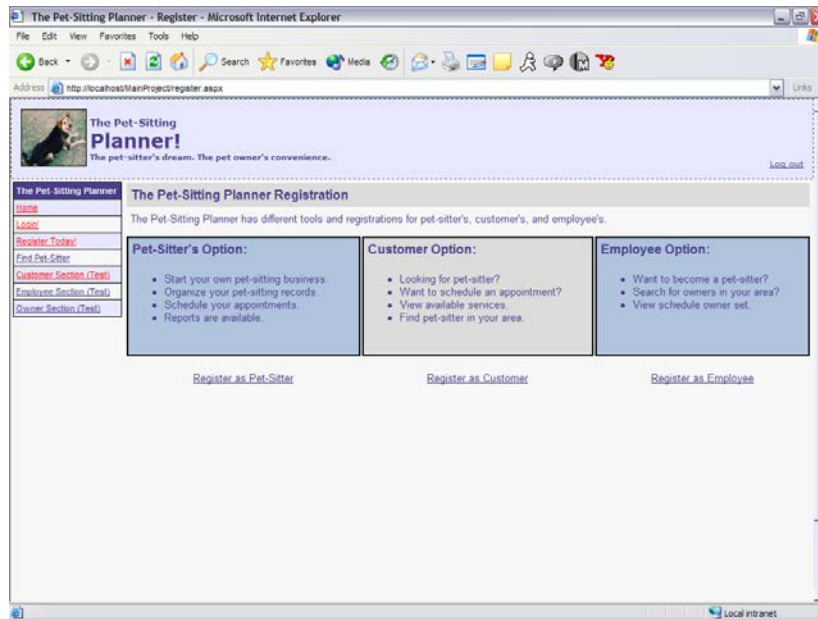 The Pet-Sitting Planner - Register - Microsoft Internet Explorer
File Edit View Favorites Tools Help
Back Search Favorites Media
Address http://localhost/MainProject/register.aspx Links
The Pet-Sitting
Planner!
The pet-sitter's dream. The pet owner's convenience.
Log out
The Pet-Sitting Planner
Home
Login!
Register Today!
Find Pet-Sitter
Customer Section (Test)
Employee Section (Test)
Owner Section (Test)
The Pet-Sitting Planner Registration
The Pet-Sitting Planner has different tools and registrations for pet-sitter's, customer's, and employee's.
Pet-Sitter's Option:
Start your own pet-sitting business.
Organize your pet-sitting records.
Schedule your appointments.
Reports are available.
Register as Pet-Sitter
Customer Option:
Looking for pet-sitter?
Want to schedule an appointment?
View available services.
Find pet-sitter in your area.
Register as Customer
Employee Option:
Want to become a pet-sitter?
Search for owners in your area?
View schedule owner set.
Register as Employee
Local intranet